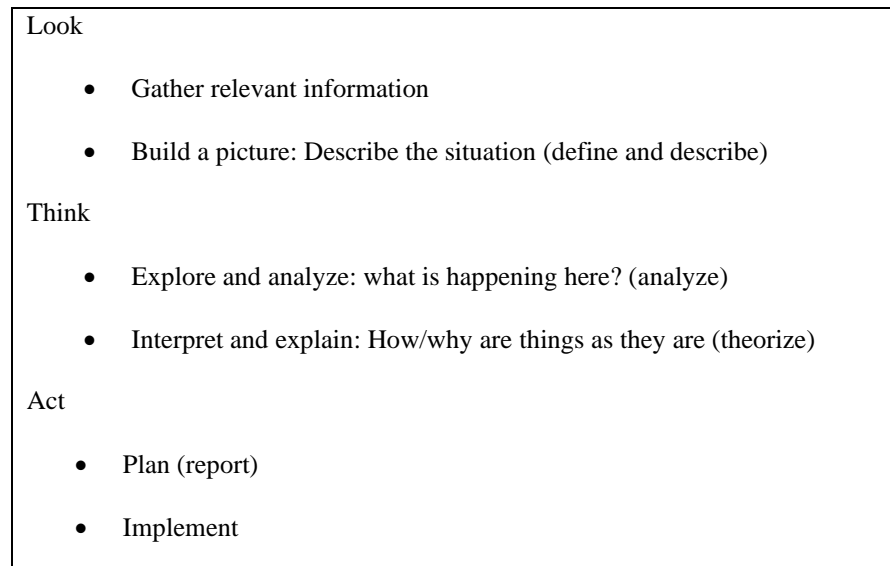 Look
• Gather relevant information
• Build a picture: Describe the situation (define and describe)
Think
• Explore and analyze: what is happening here? (analyze)
• Interpret and explain: How/why are things as they are (theorize)
Act
• Plan (report)
• Implement